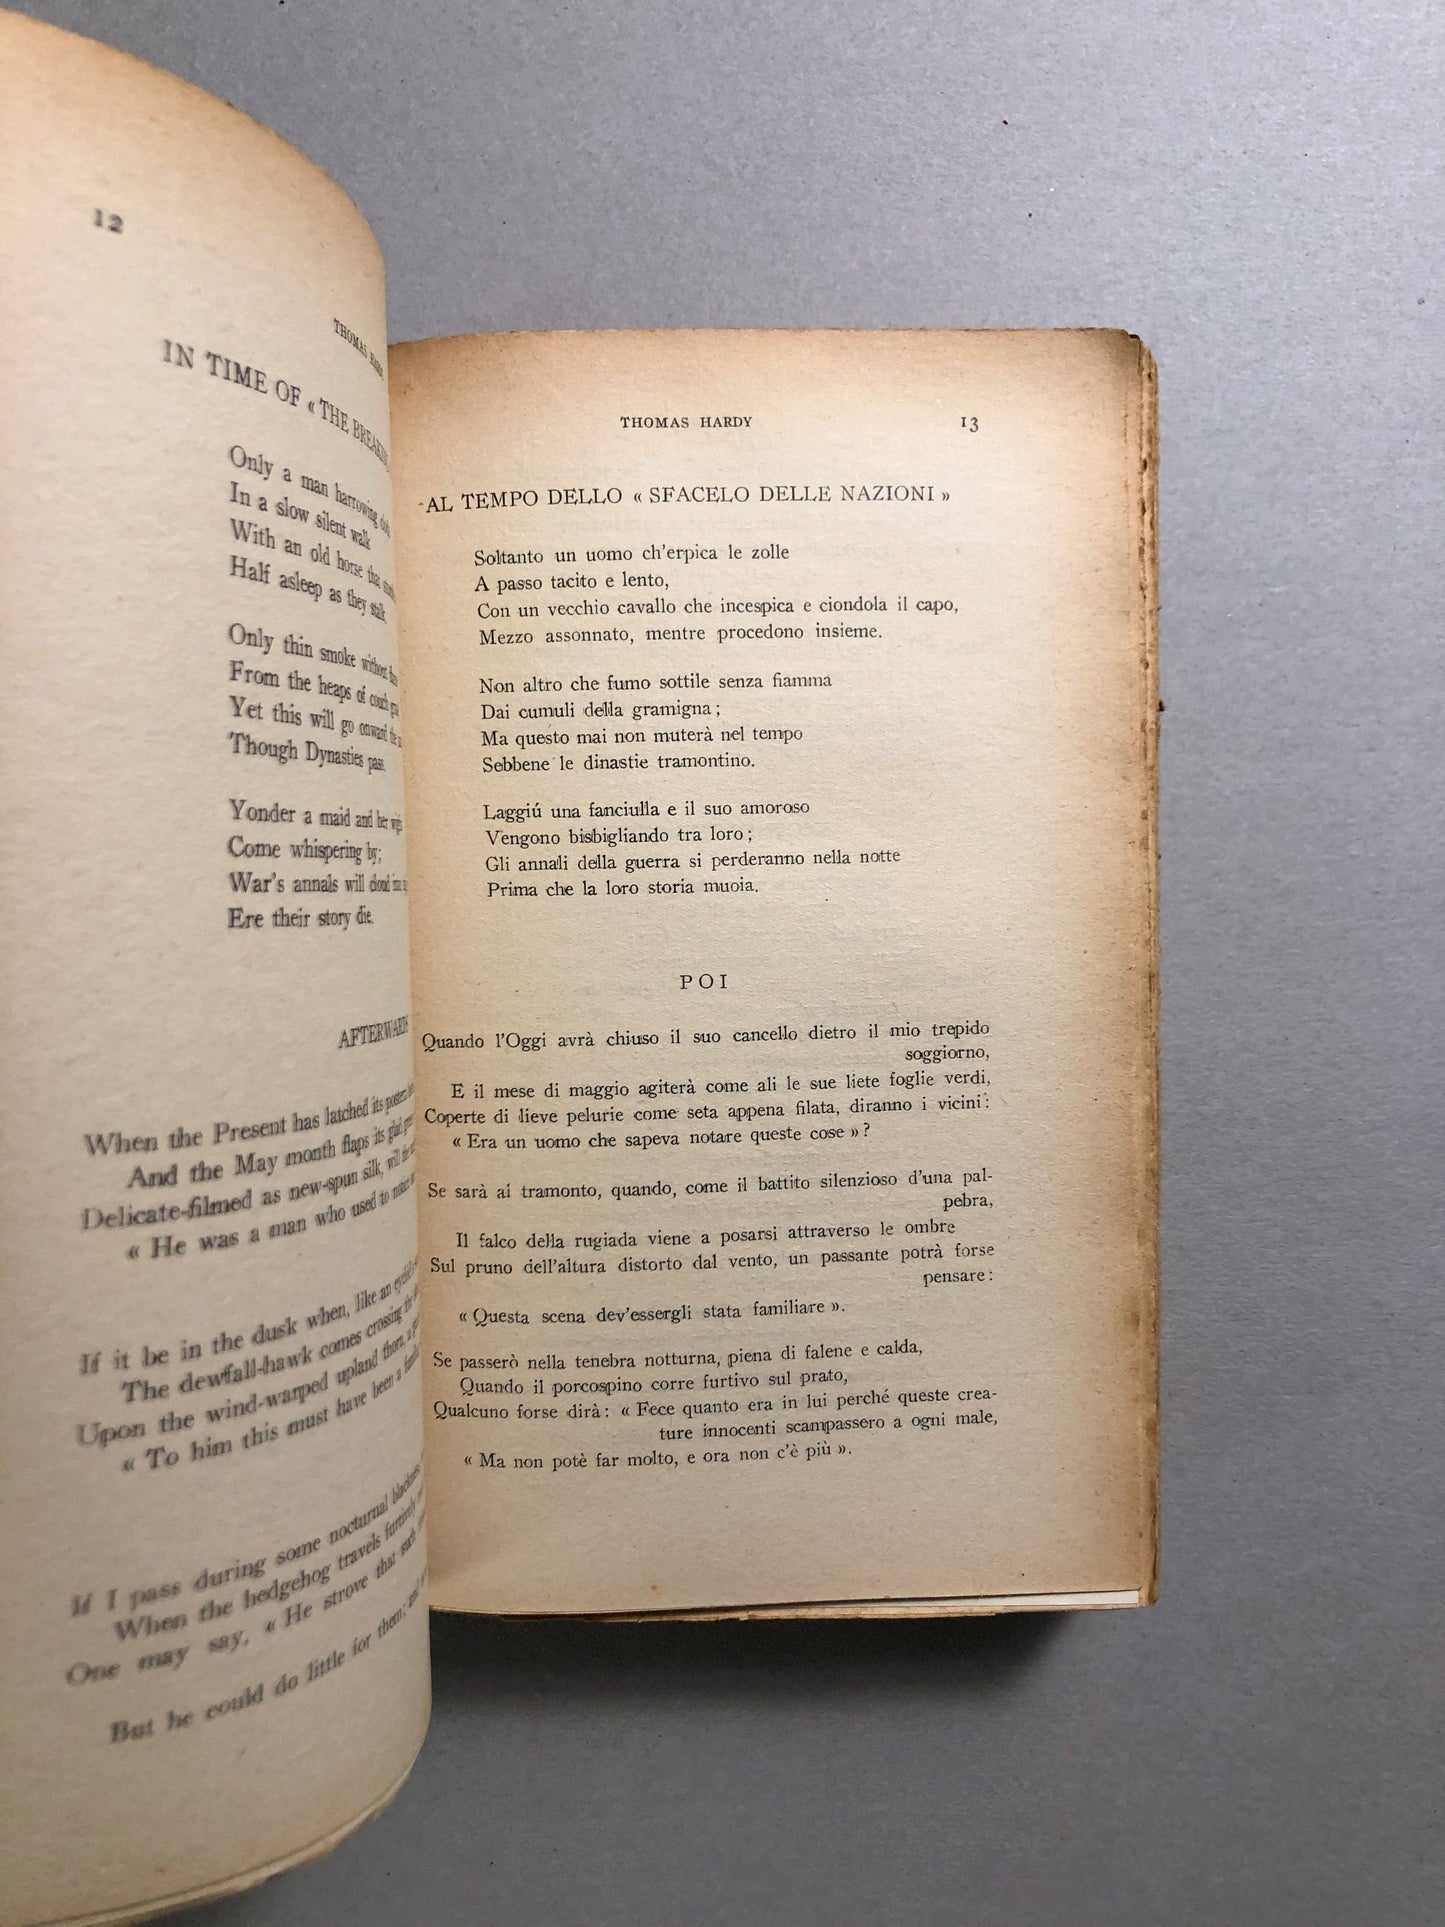 12
THOMAS HARDY
IN TIME OF « THE BREAKING
Only a man harrowing clods
In a slow silent walk
With an old horse that
Half asleep as they stalk
Only thin smoke without
From the heaps of couch
Yet this will go onward the
Though Dynasties pass.
Yonder a maid and her
Come whispering by;
War's annals will cloud into
Ere their story die.
AFTERWARDS
When the Present has latched its postern
And the May month flaps its glad
Delicate-filmed as new-spun silk, will the
« He was a man who used to notice
If it be in the dusk when, like an eyelid's
The dewfall-hawk comes crossing the
Upon the wind-warped upland thorn, a
« To him this must have been a
If I pass during some nocturnal blackness
When the hedgehog travels furtively
One may say, « He strove that such
But he could do little for them; and
THOMAS HARDY 13
AL TEMPO DELLO « SFACELO DELLE NAZIONI »
Soltanto un uomo ch'erpica le zolle
A passo tacito e lento,
Con un vecchio cavallo che incespica e ciondola il capo,
Mezzo assonnato, mentre procedono insieme.
Non altro che fumo sottile senza fiamma
Dai cumuli della gramigna;
Ma questo mai non muterà nel tempo
Sebbene le dinastie tramontino.
Laggiú una fanciulla e il suo amoroso
Vengono bisbigliando tra loro;
Gli annali della guerra si perderanno nella notte
Prima che la loro storia muoia.
POI
Quando l'Oggi avrà chiuso il suo cancello dietro il mio trepido
soggiorno,
E il mese di maggio agiterà come ali le sue liete foglie verdi,
Coperte di lieve pelurie come seta appena filata, diranno i vicini:
« Era un uomo che sapeva notare queste cose »?
Se sarà ai tramonto, quando, come il battito silenzioso d'una pal-
pebra,
Il falco della rugiada viene a posarsi attraverso le ombre
Sul pruno dell'altura distorto dal vento, un passante potrà forse
pensare:
« Questa scena dev'essergli stata familiare ».
Se passerò nella tenebra notturna, piena di falene e calda,
Quando il porcospino corre furtivo sul prato,
Qualcuno forse dirà: « Fece quanto era in lui perché queste crea-
ture innocenti scampassero a ogni male,
« Ma non potè far molto, e ora non c'è più ».